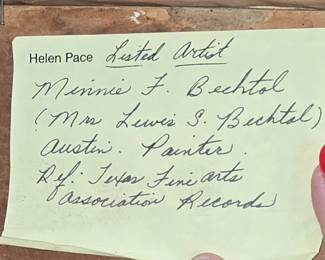 Helen Pace Listed Artist
Minnie F. Bechtol
(Mrs Lewis S. Bechtol)
Austin. Painter.
Ref: Texas Fine Arts
Association Records